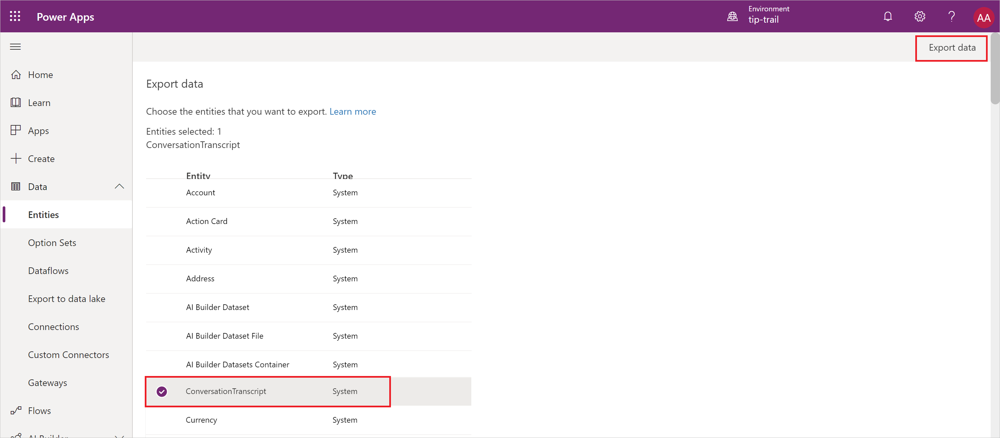 Power Apps
Environment
tip-trail
AA
Export data
Home
Learn
Apps
Create
Data
Entities
Option Sets
Dataflows
Export to data lake
Connections
Custom Connectors
Gateways
Flows
AI Builder
Export data
Choose the entities that you want to export. Learn more
Entities selected: 1
ConversationTranscript
Entity Type
Account System
Action Card System
Activity System
Address System
AI Builder Dataset System
AI Builder Dataset File System
AI Builder Datasets Container System
ConversationTranscript System
Currency System